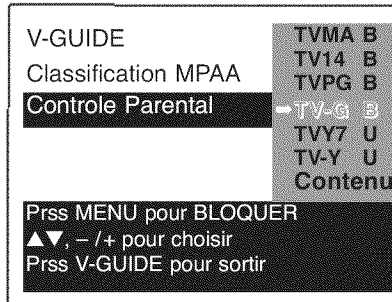 V-GUIDE
Classification MPAA
Controle Parental
TVMA B
TV14 B
TVPG B
➡TV-G B
TVY7 U
TV-Y U
Contenu
Prss MENU pour BLOQUER
▲▼, – /+ pour choisir
Prss V-GUIDE pour sortir